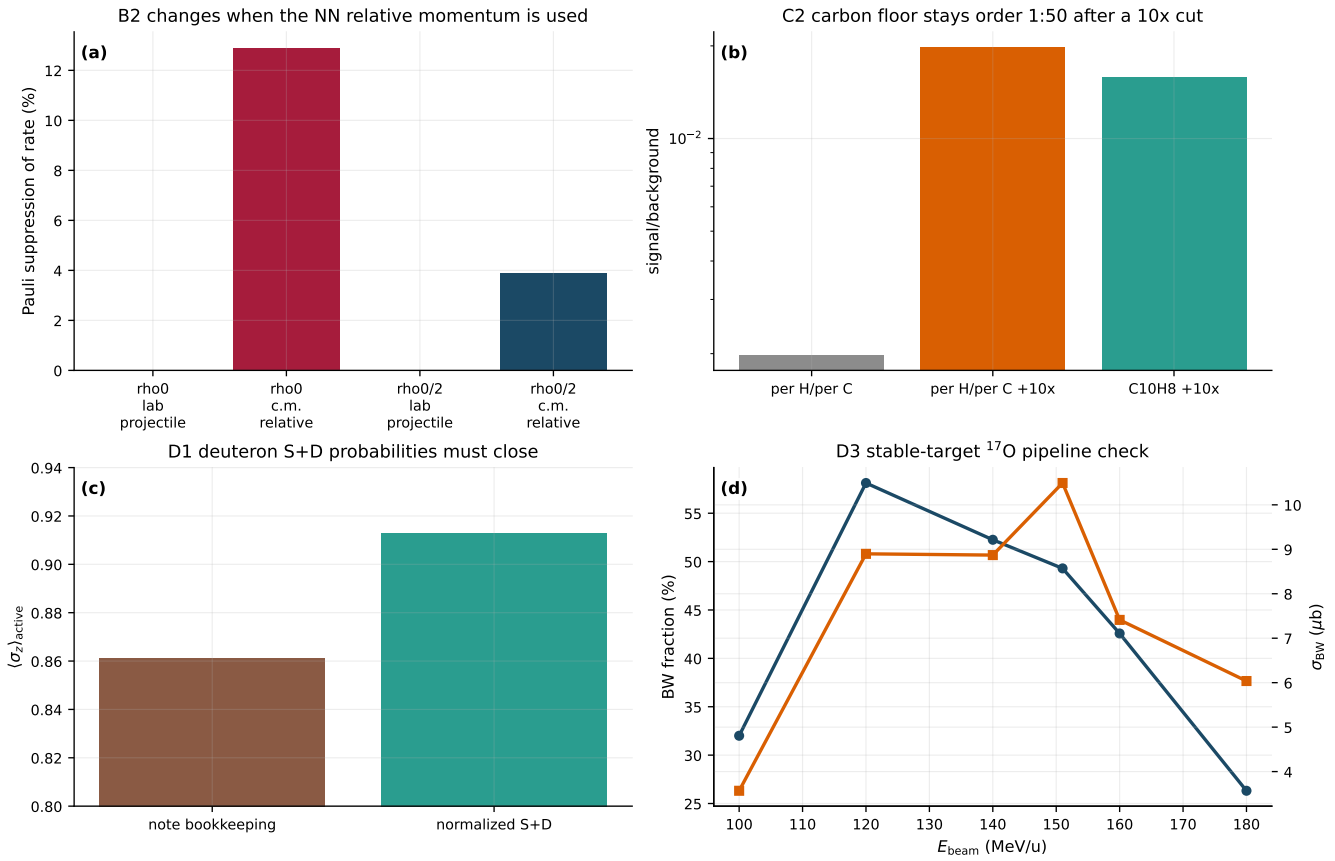 B2 changes when the NN relative momentum is used
(a)
Pauli suppression of rate (%)
12
10
8
6
4
2
0
rho0
lab
projectile
rho0
c.m.
relative
rho0/2
lab
projectile
rho0/2
c.m.
relative
C2 carbon floor stays order 1:50 after a 10x cut
(b)
signal/background
10⁻²
per H/per C
per H/per C +10x
C10H8 +10x
D1 deuteron S+D probabilities must close
(c)
⟨σz⟩active
0.94
0.92
0.90
0.88
0.86
0.84
0.82
0.80
note bookkeeping
normalized S+D
D3 stable-target ¹⁷O pipeline check
(d)
BW fraction (%)
55
50
45
40
35
30
25
10
9
8
7
6
5
4
σBW (μb)
100
110
120
130
140
150
160
170
180
Ebeam (MeV/u)